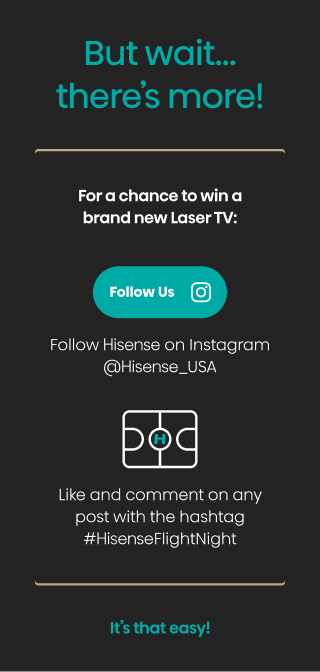 But wait...
there's more!
For a chance to win a
brand new Laser TV:
Follow Us
Follow Hisense on Instagram
@Hisense_USA
H
Like and comment on any
post with the hashtag
#HisenseFlightNight
It's that easy!